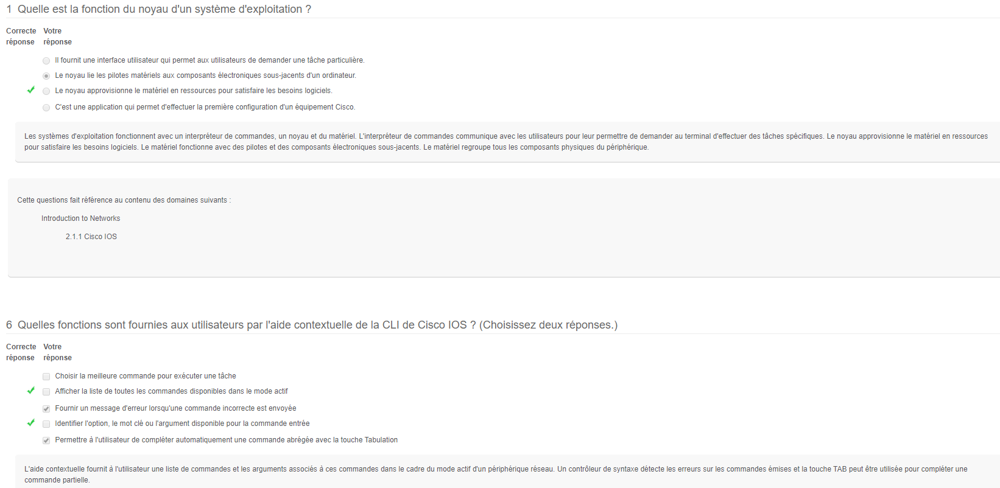 1 Quelle est la fonction du noyau d'un système d'exploitation ?
Correcte Votre
réponse réponse
Il fournit une interface utilisateur qui permet aux utilisateurs de demander une tâche particulière.
Le noyau lie les pilotes matériels aux composants électroniques sous-jacents d'un ordinateur.
Le noyau approvisionne le matériel en ressources pour satisfaire les besoins logiciels.
C'est une application qui permet d'effectuer la première configuration d'un équipement Cisco.
Les systèmes d'exploitation fonctionnent avec un interpréteur de commandes, un noyau et du matériel. L'interpréteur de commandes communique avec les utilisateurs pour leur permettre de demander au terminal d'effectuer des tâches spécifiques. Le noyau approvisionne le matériel en ressources
pour satisfaire les besoins logiciels. Le matériel fonctionne avec des pilotes et des composants électroniques sous-jacents. Le matériel regroupe tous les composants physiques du périphérique.
Cette questions fait référence au contenu des domaines suivants :
Introduction to Networks
2.1.1 Cisco IOS
6 Quelles fonctions sont fournies aux utilisateurs par l'aide contextuelle de la CLI de Cisco IOS ? (Choisissez deux réponses.)
Correcte Votre
réponse réponse
Choisir la meilleure commande pour exécuter une tâche
Afficher la liste de toutes les commandes disponibles dans le mode actif
Fournir un message d'erreur lorsqu'une commande incorrecte est envoyée
Identifier l'option, le mot clé ou l'argument disponible pour la commande entrée
Permettre à l'utilisateur de compléter automatiquement une commande abrégée avec la touche Tabulation
L'aide contextuelle fournit à l'utilisateur une liste de commandes et les arguments associés à ces commandes dans le cadre du mode actif d'un périphérique réseau. Un contrôleur de syntaxe détecte les erreurs sur les commandes émises et la touche TAB peut être utilisée pour compléter une
commande partielle.